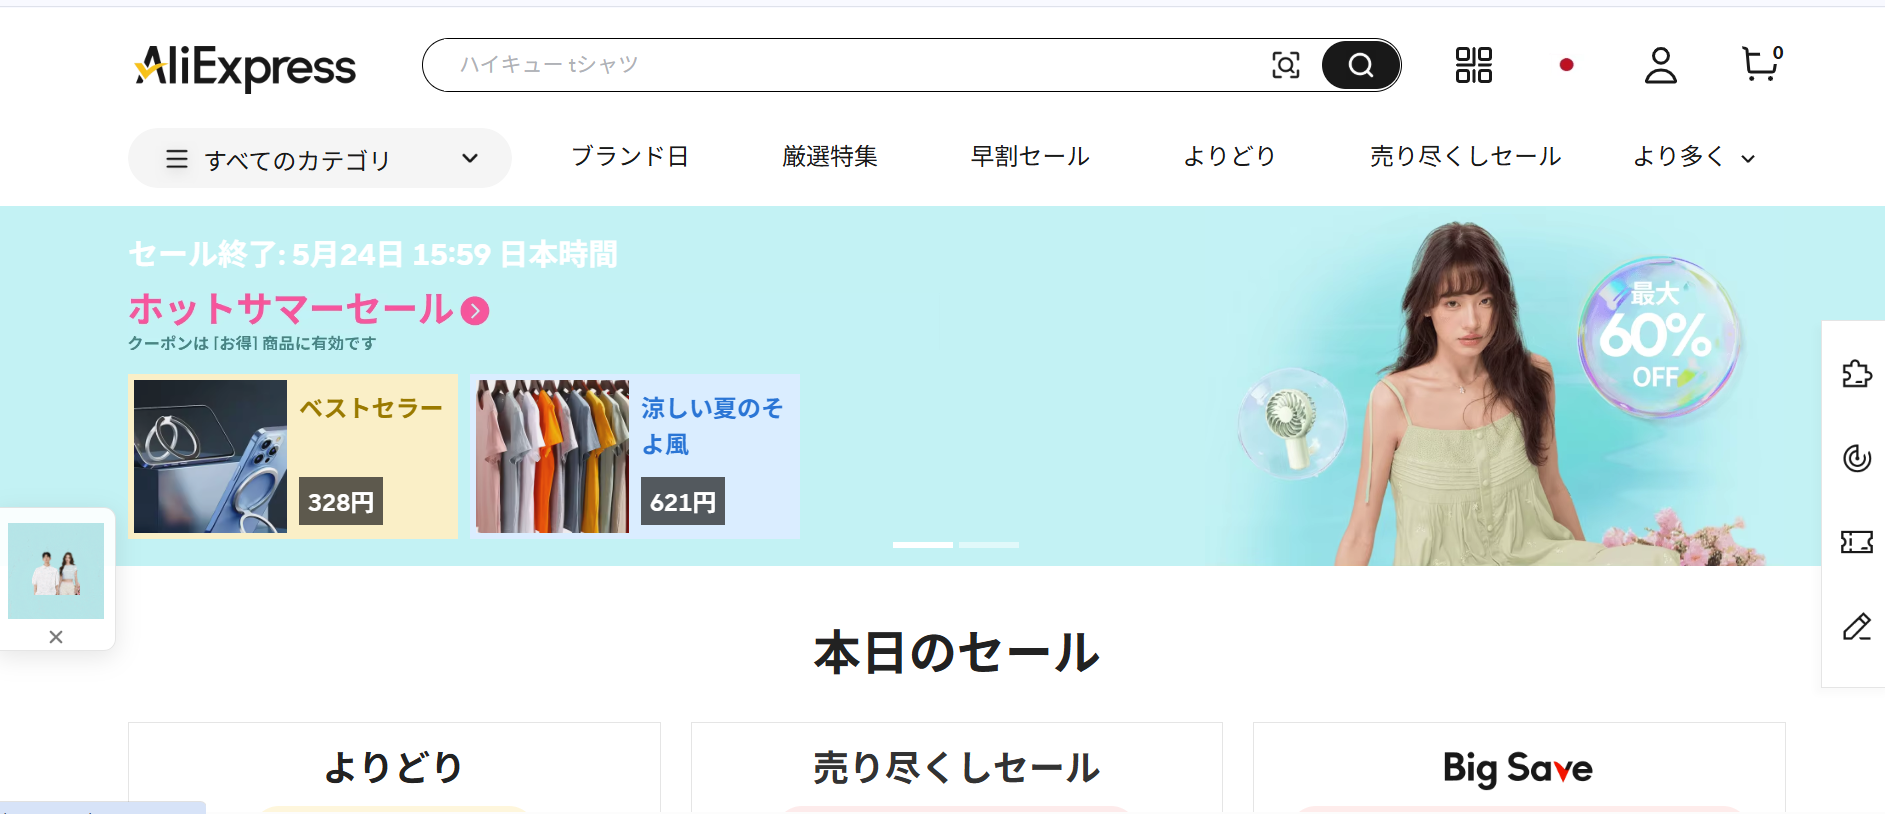 AliExpress
ハイキュー tシャツ
0
すべてのカテゴリ
ブランド日
厳選特集
早割セール
よりどり
売り尽くしセール
より多く
セール終了: 5月24日 15:59 日本時間
ホットサマーセール
クーポンは [お得] 商品に有効です
ベストセラー
328円
涼しい夏のそ
よ風
621円
最大
60%
OFF
本日のセール
よりどり
売り尽くしセール
Big Save